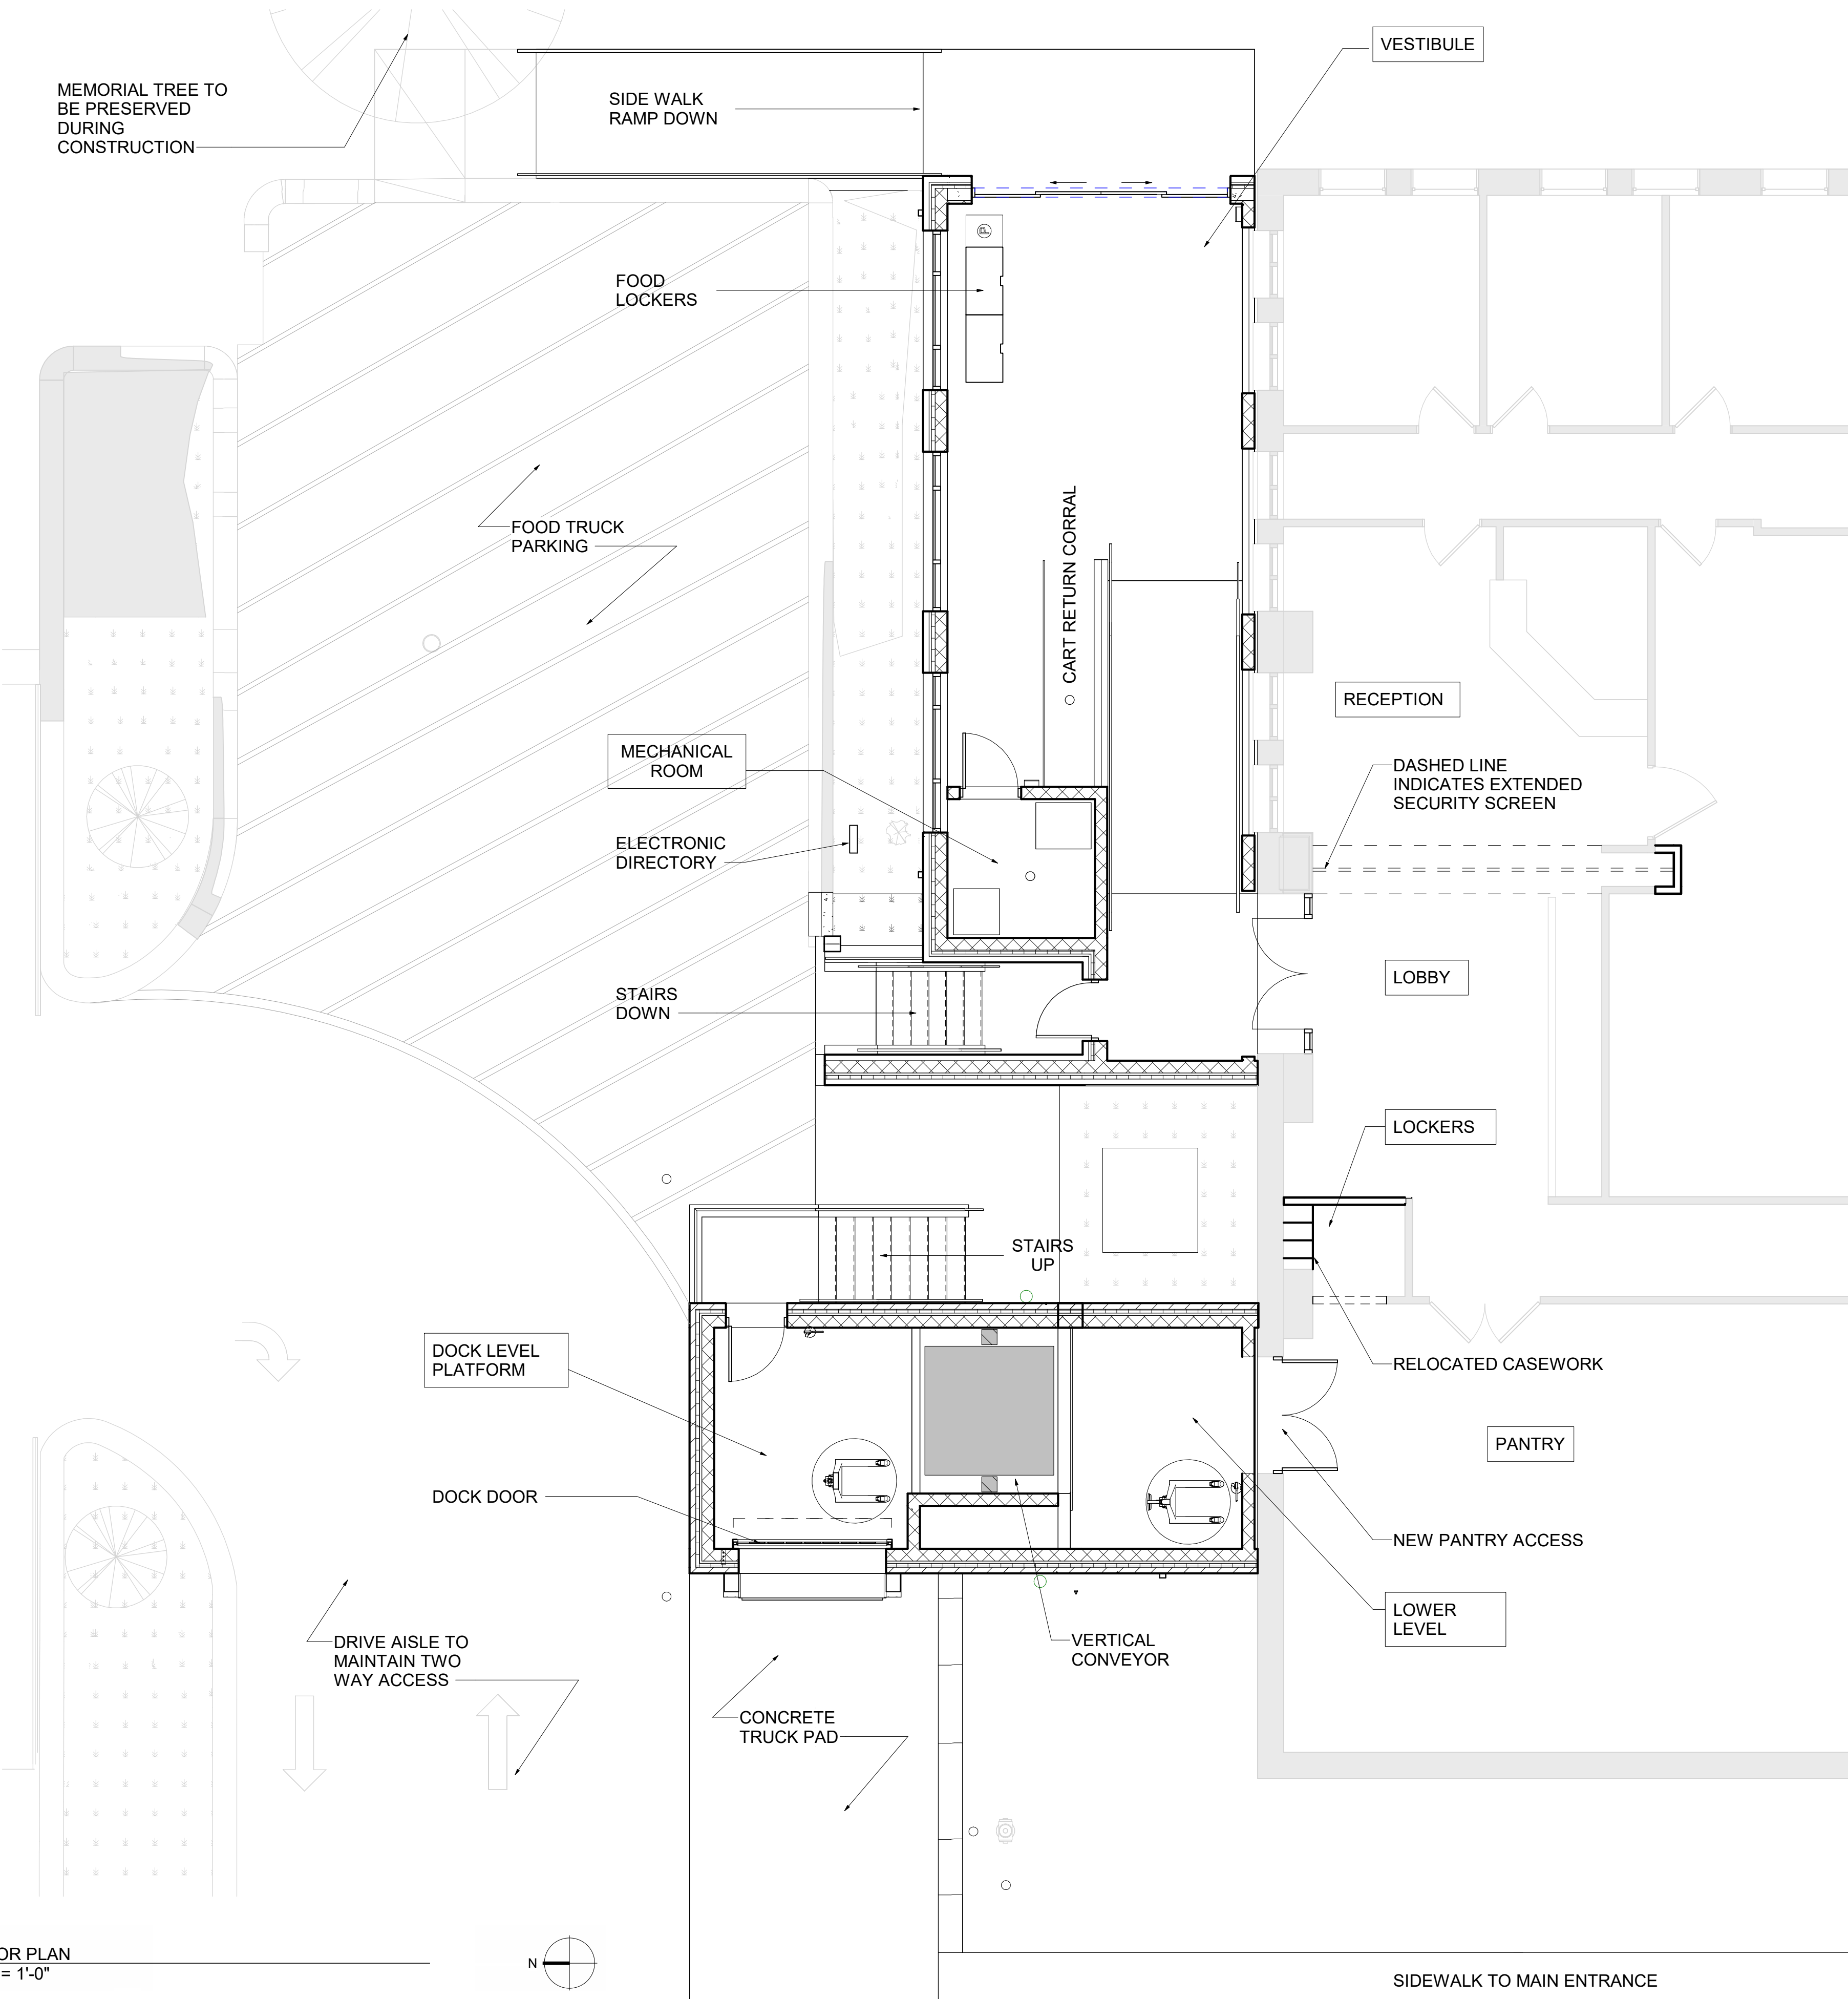 VESTIBULE
MEMORIAL TREE TO
BE PRESERVED
DURING
CONSTRUCTION
SIDE WALK
RAMP DOWN
P
FOOD
LOCKERS
CART RETURN CORRAL
FOOD TRUCK
PARKING
RECEPTION
MECHANICAL
ROOM
DASHED LINE
INDICATES EXTENDED
SECURITY SCREEN
ELECTRONIC
DIRECTORY
LOBBY
STAIRS
DOWN
LOCKERS
STAIRS
UP
DOCK LEVEL
PLATFORM
RELOCATED CASEWORK
PANTRY
DOCK DOOR
NEW PANTRY ACCESS
LOWER
LEVEL
DRIVE AISLE TO
MAINTAIN TWO
WAY ACCESS
VERTICAL
CONVEYOR
CONCRETE
TRUCK PAD
OR PLAN
= 1'-0"
N
SIDEWALK TO MAIN ENTRANCE